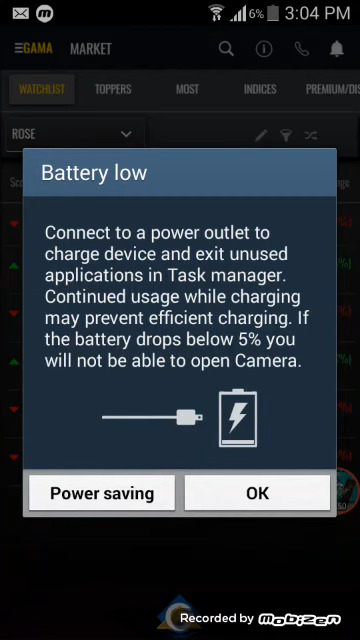 6% 3:04 PM
GAMA MARKET
WATCHLIST TOPPERS MOST INDICES PREMIUM/DIS
ROSE
Battery low
Connect to a power outlet to
charge device and exit unused
applications in Task manager.
Continued usage while charging
may prevent efficient charging. If
the battery drops below 5% you
will not be able to open Camera.
Power saving OK
Recorded by mobizen